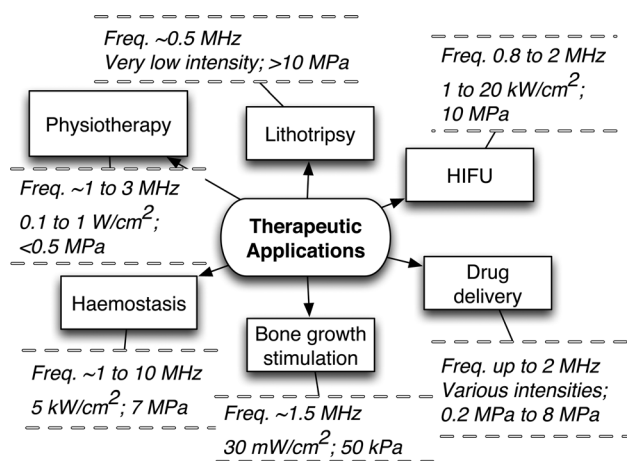 Freq. ~0.5 MHz
Very low intensity; >10 MPa
Lithotripsy
Freq. 0.8 to 2 MHz
1 to 20 kW/cm²;
10 MPa
HIFU
Physiotherapy
Freq. ~1 to 3 MHz
0.1 to 1 W/cm²;
<0.5 MPa
Therapeutic
Applications
Haemostasis
Freq. ~1 to 10 MHz
5 kW/cm²; 7 MPa
Bone growth
stimulation
Freq. ~1.5 MHz
30 mW/cm²; 50 kPa
Drug
delivery
Freq. up to 2 MHz
Various intensities;
0.2 MPa to 8 MPa